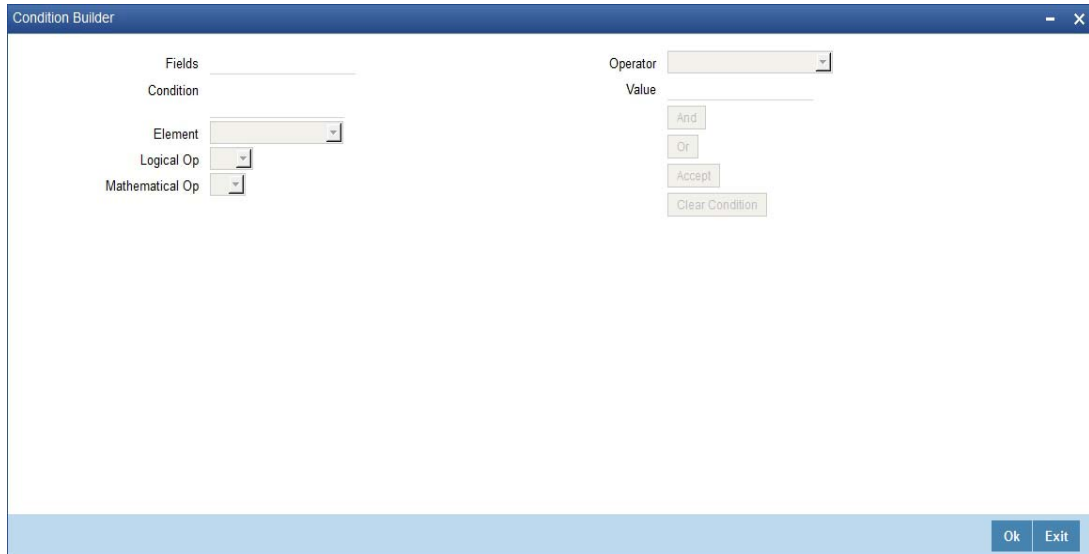 Condition Builder
Fields
Condition
Element
Logical Op
Mathematical Op
Operator
Value
And
Or
Accept
Clear Condition
Ok Exit